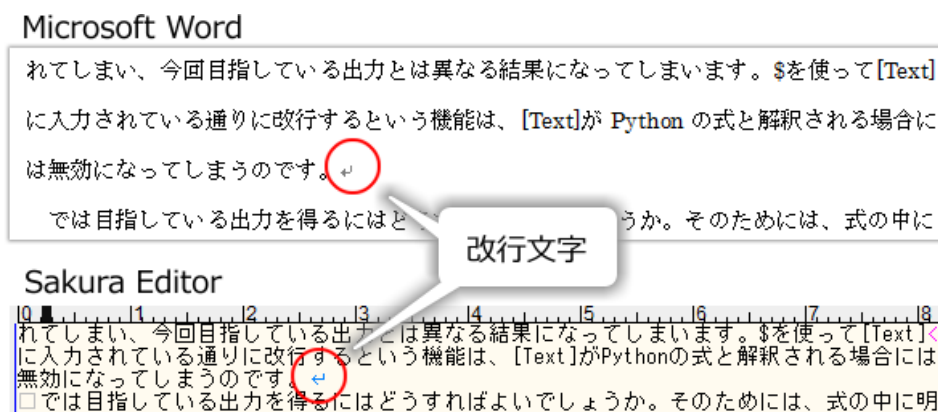 Microsoft Word
れてしまい、今回目指している出力とは異なる結果になってしまいます。$を使って[Text]
に入力されている通りに改行するという機能は、[Text]が Python の式と解釈される場合に
は無効になってしまうのです。↵
では目指している出力を得るにはど うか。そのためには、式の中に
改行文字
Sakura Editor
0 1 2 3 4 5 6 7 8
れてしまい、今回目指している出力とは異なる結果になってしまいます。$を使って[Text]<
に入力されている通りに改行するという機能は、[Text]がPythonの式と解釈される場合には
無効になってしまうのです。↵
□では目指している出力を得るにはどうすればよいでしょうか。そのためには、式の中に明